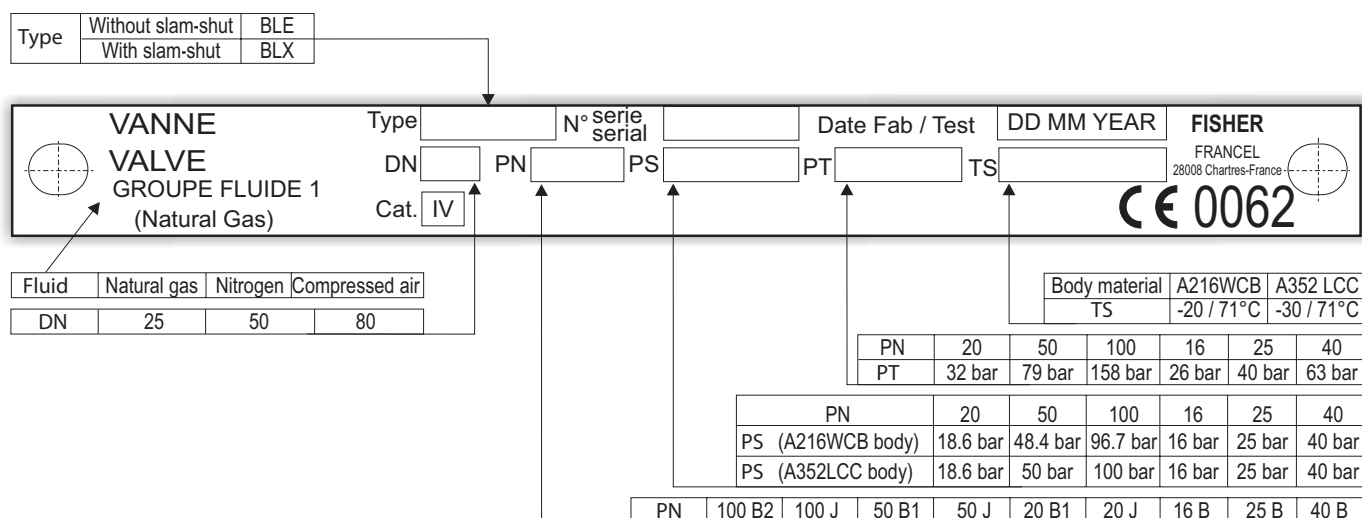 Type Without slam-shut BLE
With slam-shut BLX
VANNE Type N° serie serial Date Fab / Test DD MM YEAR FISHER
VALVE DN PN PS PT TS FRANCEL
28008 Chartres-France
GROUPE FLUIDE 1
(Natural Gas) Cat. IV CE 0062
Fluid Natural gas Nitrogen Compressed air
DN 25 50 80
Body material A216WCB A352 LCC
TS -20 / 71°C -30 / 71°C
PN 20 50 100 16 25 40
PT 32 bar 79 bar 158 bar 26 bar 40 bar 63 bar
PN 20 50 100 16 25 40
PS (A216WCB body) 18.6 bar 48.4 bar 96.7 bar 16 bar 25 bar 40 bar
PS (A352LCC body) 18.6 bar 50 bar 100 bar 16 bar 25 bar 40 bar
PN 100 B2 100 J 50 B1 50 J 20 B1 20 J 16 B 25 B 40 B